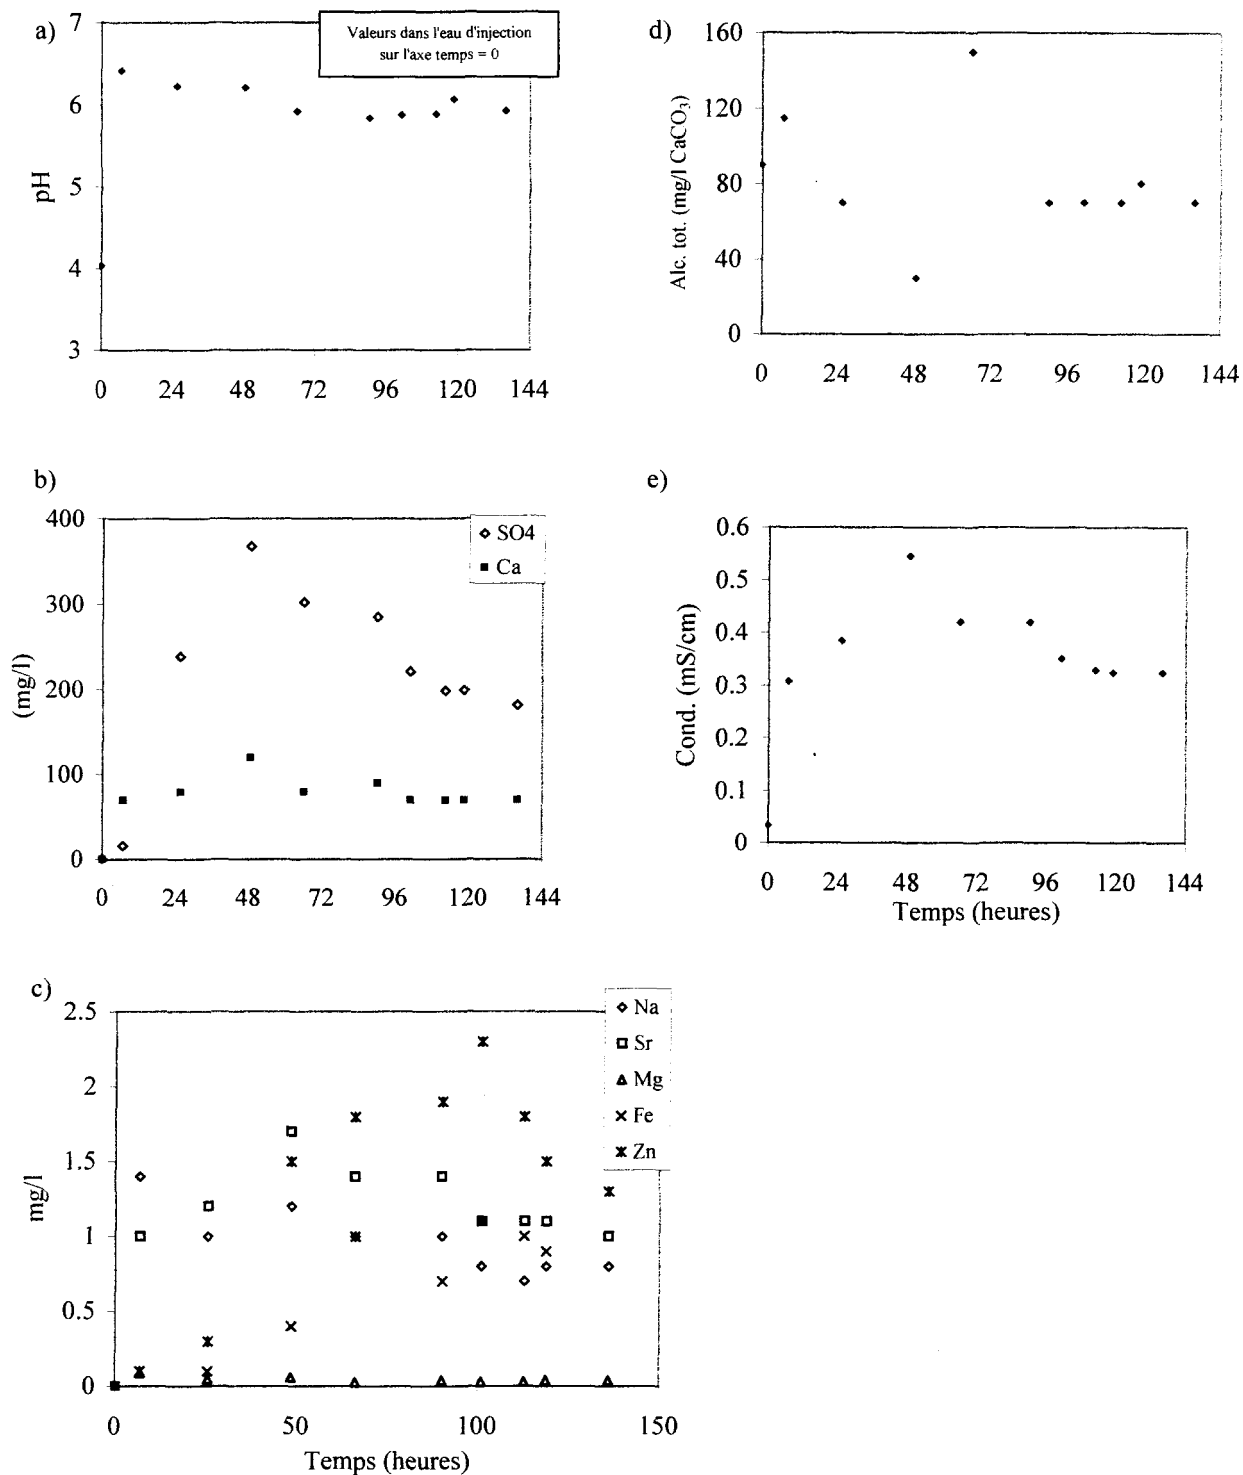 a)
7
6
5
4
3
pH
0 24 48 72 96 120 144
Valeurs dans l'eau d'injection
sur l'axe temps = 0
d)
160
120
80
40
0
Alc. tot. (mg/l CaCO₃)
0 24 48 72 96 120 144
b)
400
300
200
100
0
(mg/l)
SO4
Ca
0 24 48 72 96 120 144
e)
0.6
0.5
0.4
0.3
0.2
0.1
0
Cond. (mS/cm)
0 24 48 72 96 120 144
Temps (heures)
c)
2.5
2
1.5
1
0.5
0
mg/l
Na
Sr
Mg
Fe
Zn
0 50 100 150
Temps (heures)